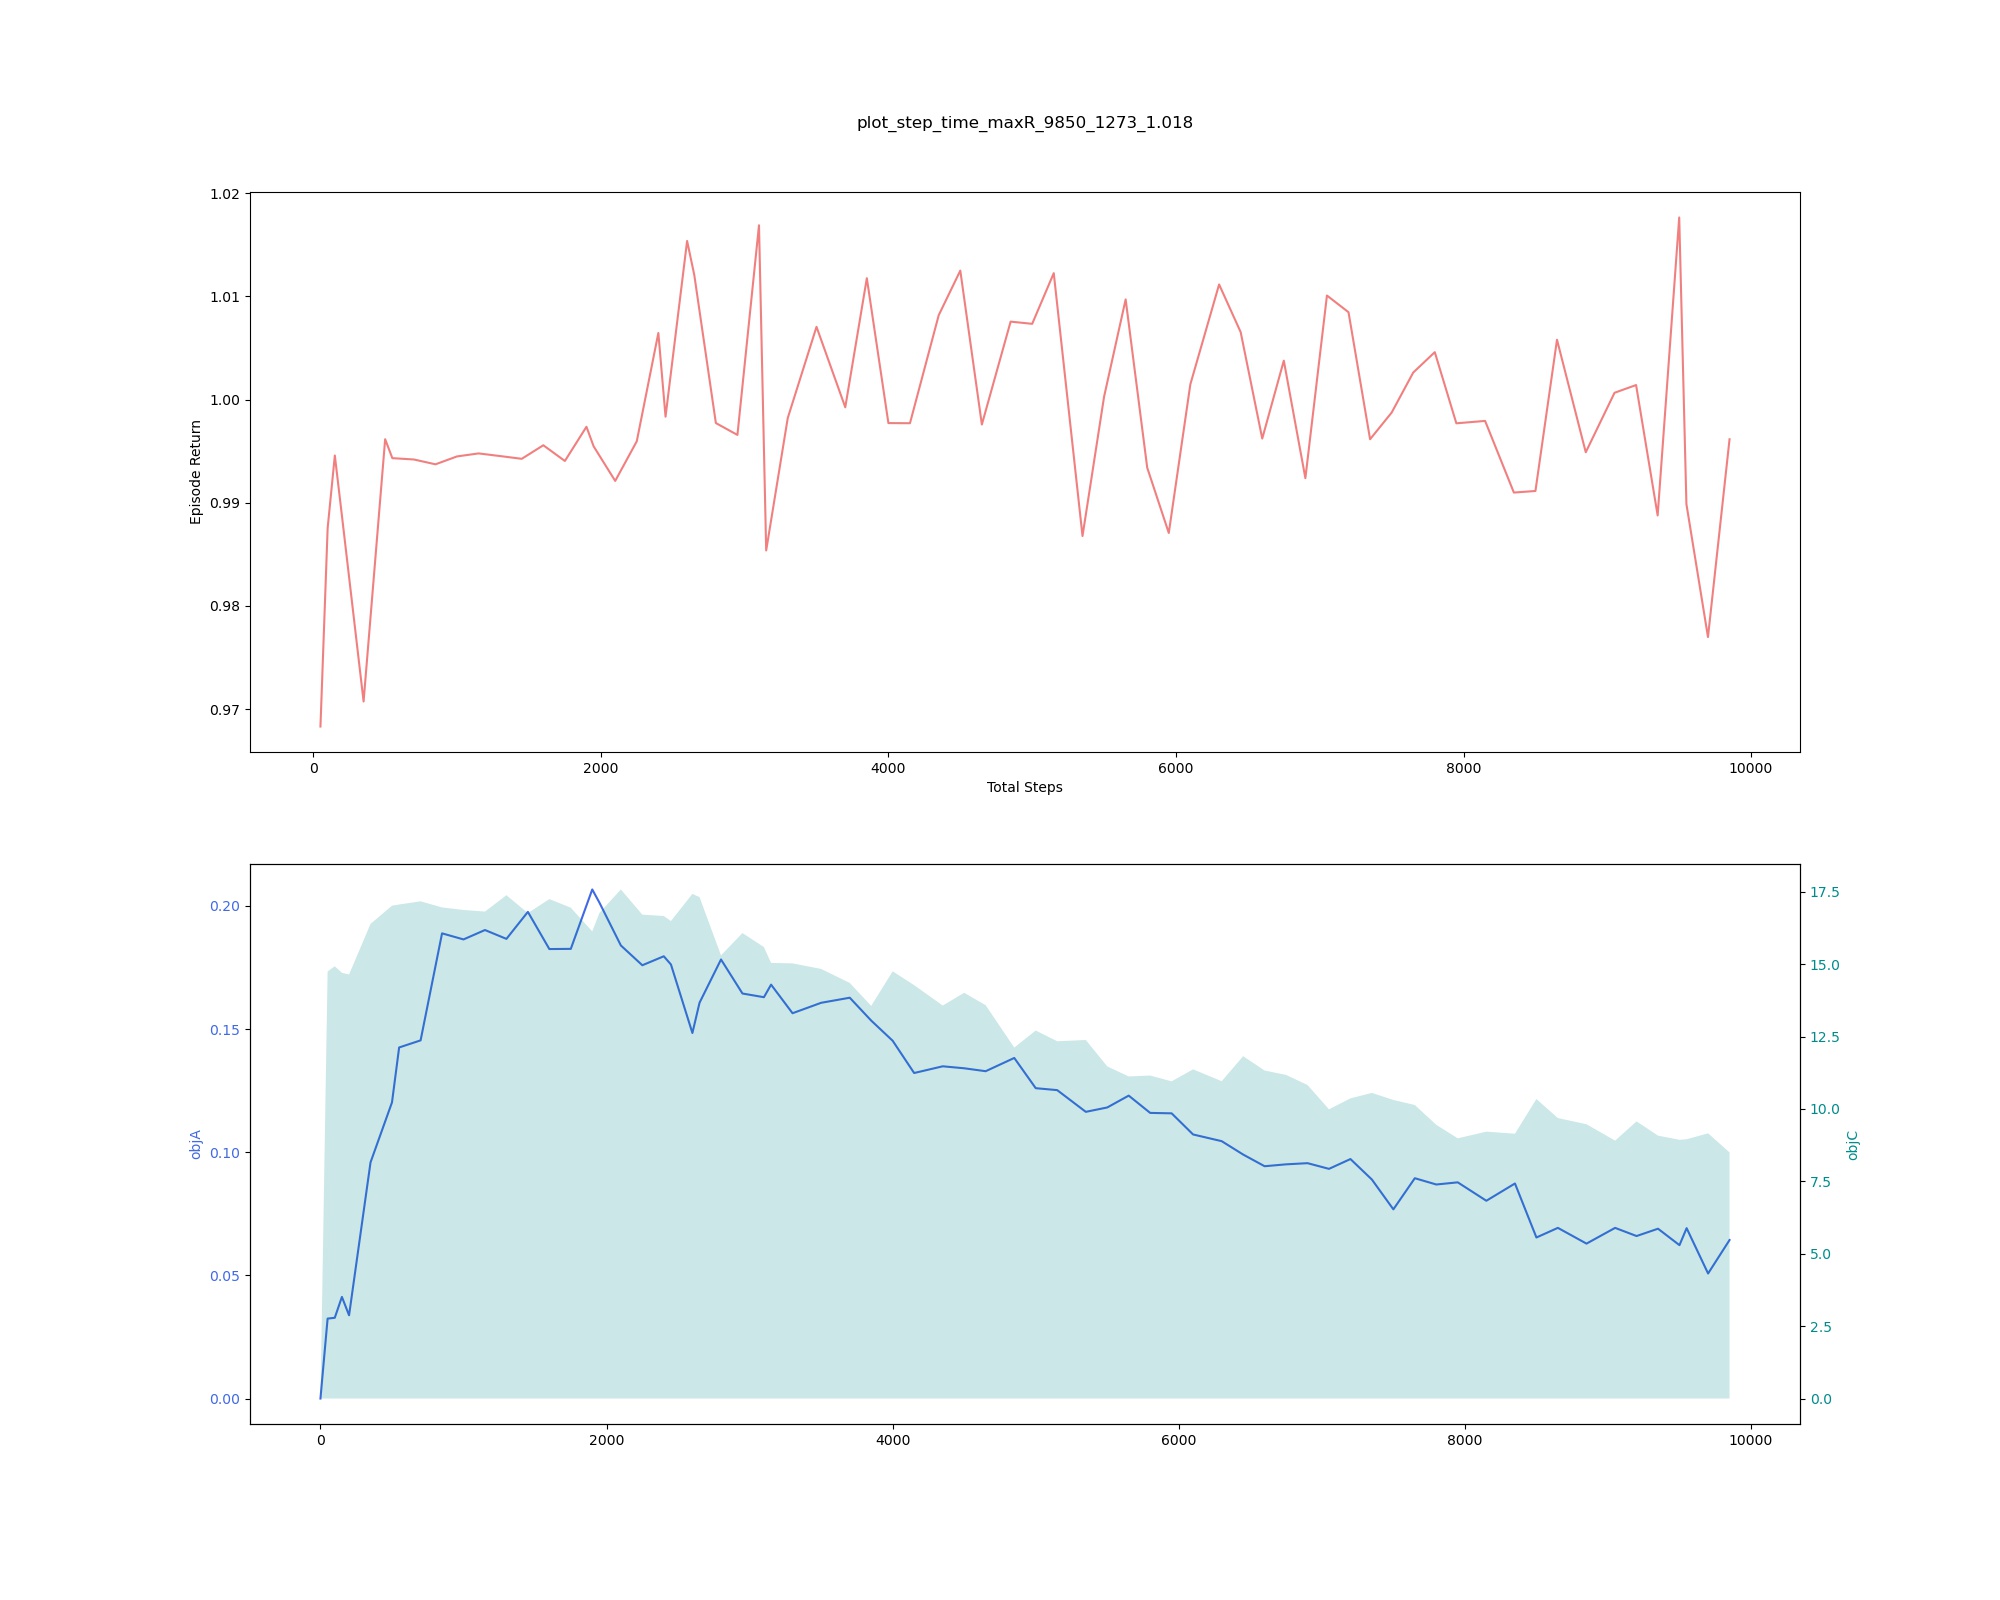 plot_step_time_maxR_9850_1273_1.018
1.02
1.01
1.00
0.99
0.98
0.97
Episode Return
0 2000 4000 6000 8000 10000
Total Steps
0.20
0.15
0.10
0.05
0.00
objA
17.5
15.0
12.5
10.0
7.5
5.0
2.5
0.0
objC
0 2000 4000 6000 8000 10000